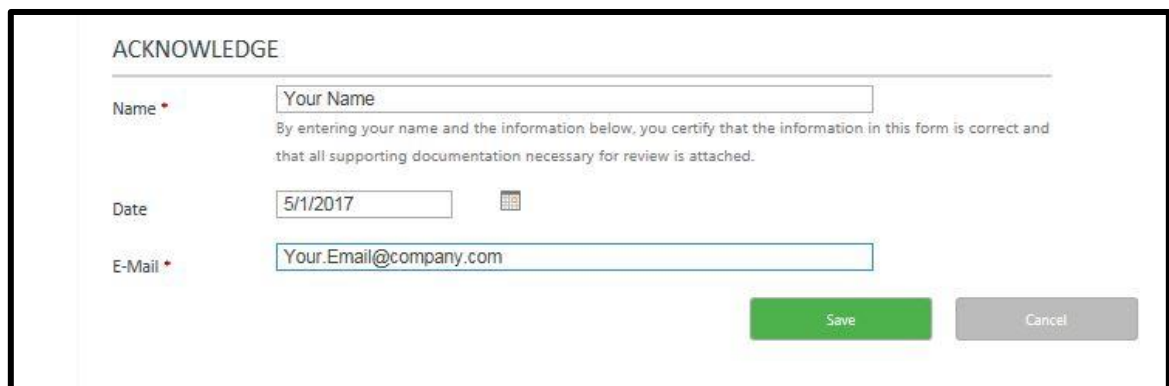 ACKNOWLEDGE
Name *
Your Name
By entering your name and the information below, you certify that the information in this form is correct and
that all supporting documentation necessary for review is attached.
Date
5/1/2017
E-Mail *
Your.Email@company.com
Save
Cancel